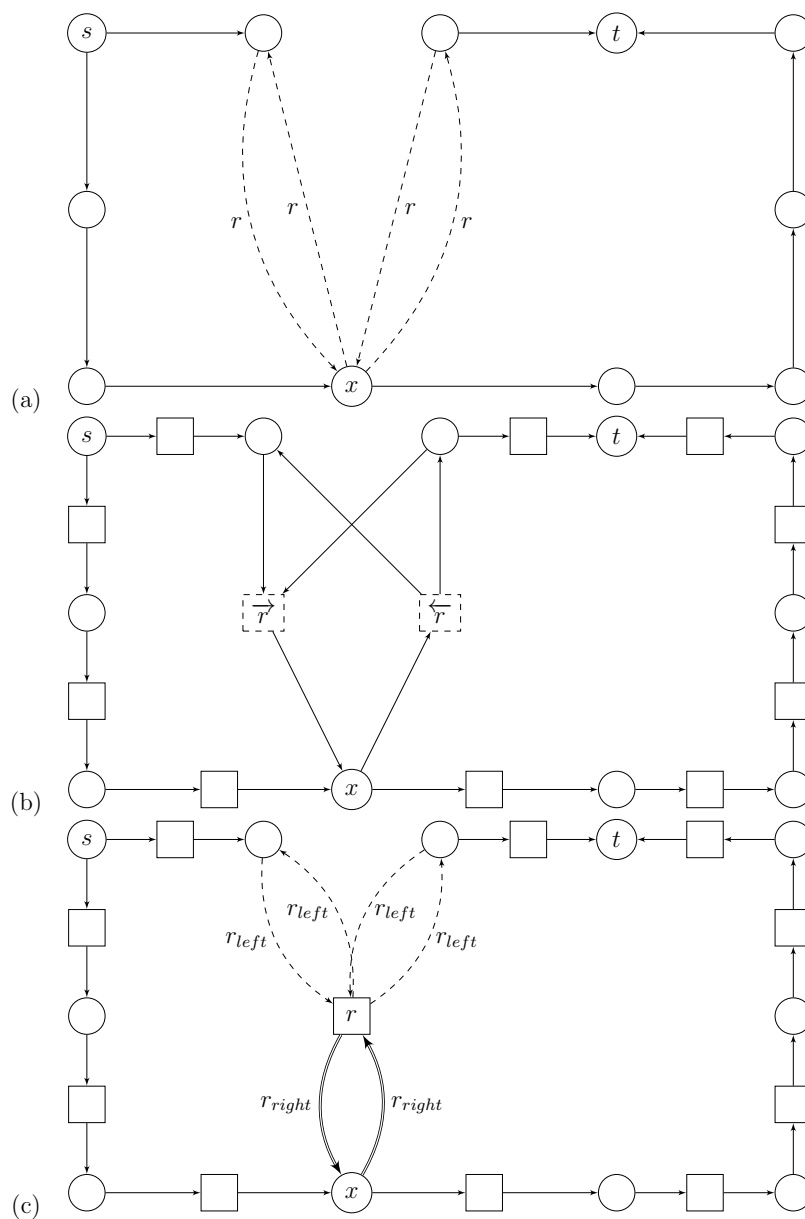 s t
r r r r
x
(a)
s t
→r ←r
x
(b)
s t
r_left r_left
r_left r_left
r
r_right r_right
x
(c)